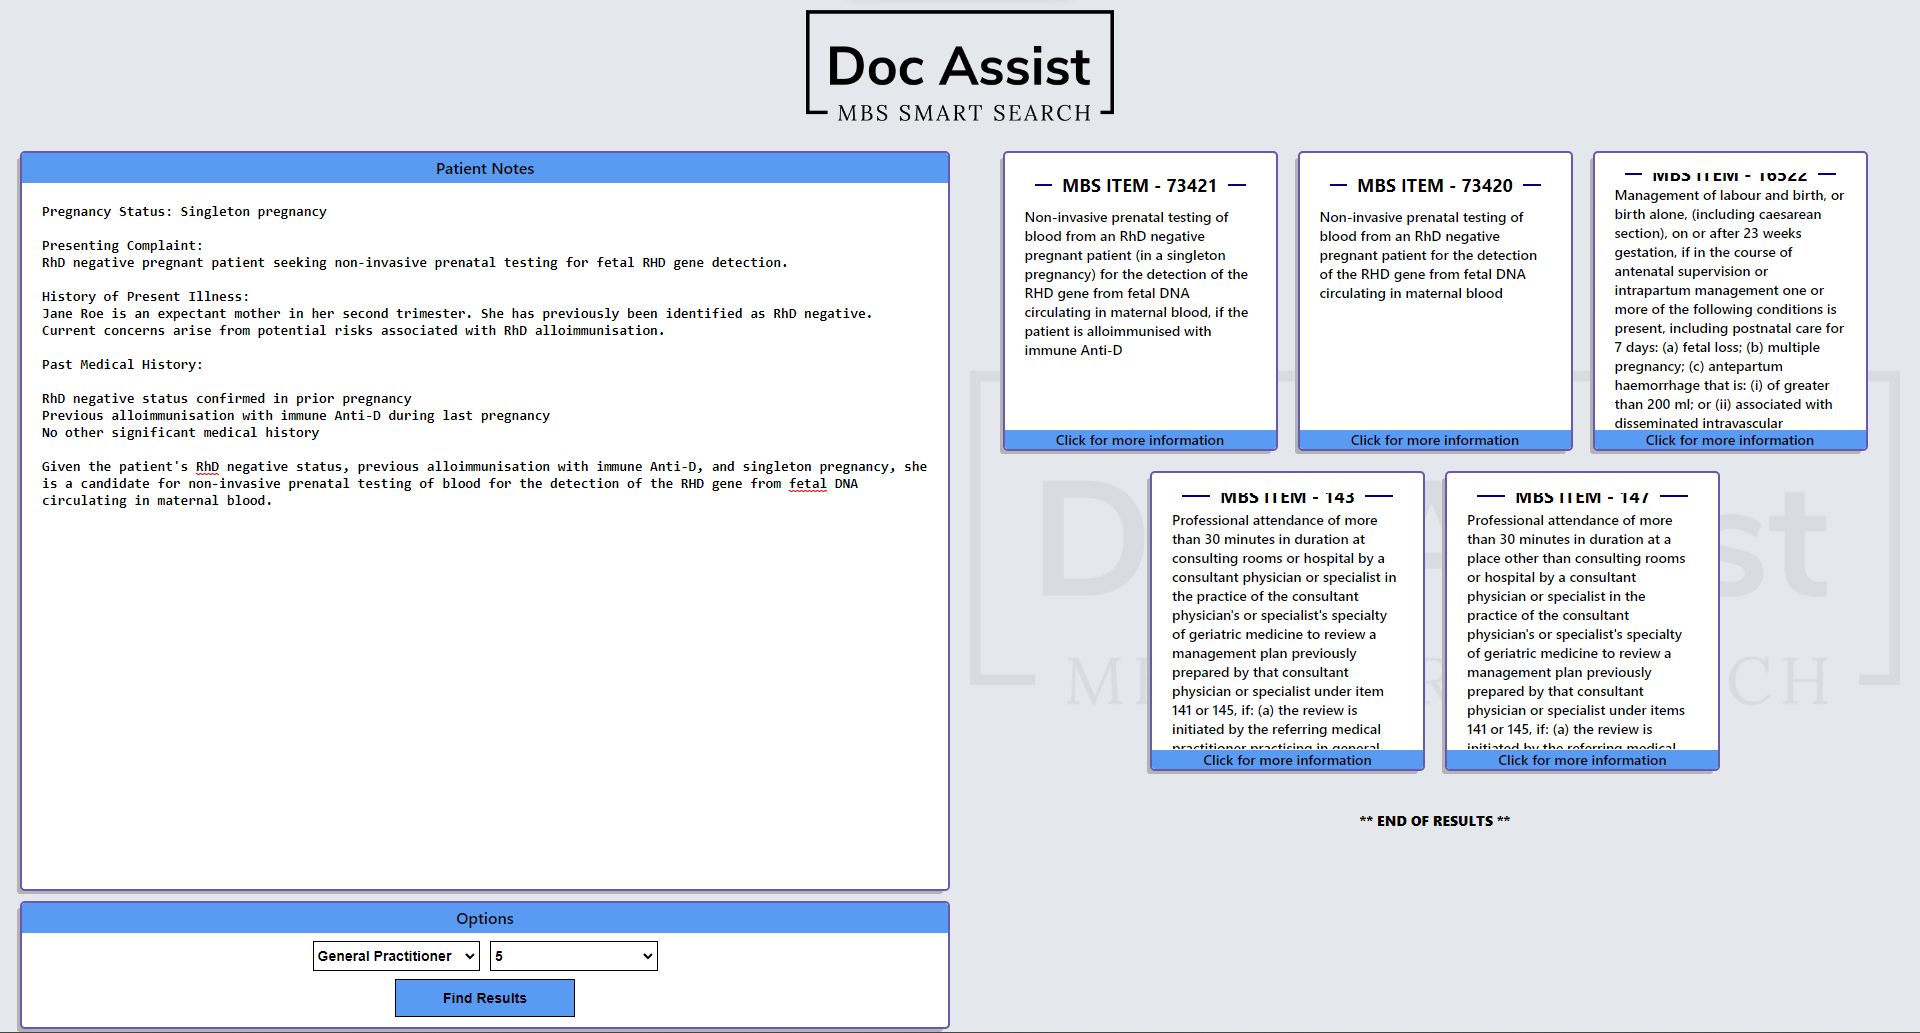 Doc Assist
MBS SMART SEARCH
Patient Notes
Pregnancy Status: Singleton pregnancy
Presenting Complaint:
RhD negative pregnant patient seeking non-invasive prenatal testing for fetal RHD gene detection.
History of Present Illness:
Jane Roe is an expectant mother in her second trimester. She has previously been identified as RhD negative.
Current concerns arise from potential risks associated with RhD alloimmunisation.
Past Medical History:
RhD negative status confirmed in prior pregnancy
Previous alloimmunisation with immune Anti-D during last pregnancy
No other significant medical history
Given the patient's RhD negative status, previous alloimmunisation with immune Anti-D, and singleton pregnancy, she
is a candidate for non-invasive prenatal testing of blood for the detection of the RHD gene from fetal DNA
circulating in maternal blood.
Options
General Practitioner
5
Find Results
MBS ITEM - 73421
Non-invasive prenatal testing of
blood from an RhD negative
pregnant patient (in a singleton
pregnancy) for the detection of the
RHD gene from fetal DNA
circulating in maternal blood, if the
patient is alloimmunised with
immune Anti-D
Click for more information
MBS ITEM - 73420
Non-invasive prenatal testing of
blood from an RhD negative
pregnant patient for the detection
of the RHD gene from fetal DNA
circulating in maternal blood
Click for more information
MBS ITEM - 16522
Management of labour and birth, or
birth alone, (including caesarean
section), on or after 23 weeks
gestation, if in the course of
antenatal supervision or
intrapartum management one or
more of the following conditions is
present, including postnatal care for
7 days: (a) fetal loss; (b) multiple
pregnancy; (c) antepartum
haemorrhage that is: (i) of greater
than 200 ml; or (ii) associated with
disseminated intravascular
Click for more information
MBS ITEM - 143
Professional attendance of more
than 30 minutes in duration at
consulting rooms or hospital by a
consultant physician or specialist in
the practice of the consultant
physician's or specialist's specialty
of geriatric medicine to review a
management plan previously
prepared by that consultant
physician or specialist under item
141 or 145, if: (a) the review is
initiated by the referring medical
practitioner practising in general
Click for more information
MBS ITEM - 147
Professional attendance of more
than 30 minutes in duration at a
place other than consulting rooms
or hospital by a consultant
physician or specialist in the
practice of the consultant
physician's or specialist's specialty
of geriatric medicine to review a
management plan previously
prepared by that consultant
physician or specialist under items
141 or 145, if: (a) the review is
initiated by the referring medical
Click for more information
** END OF RESULTS **